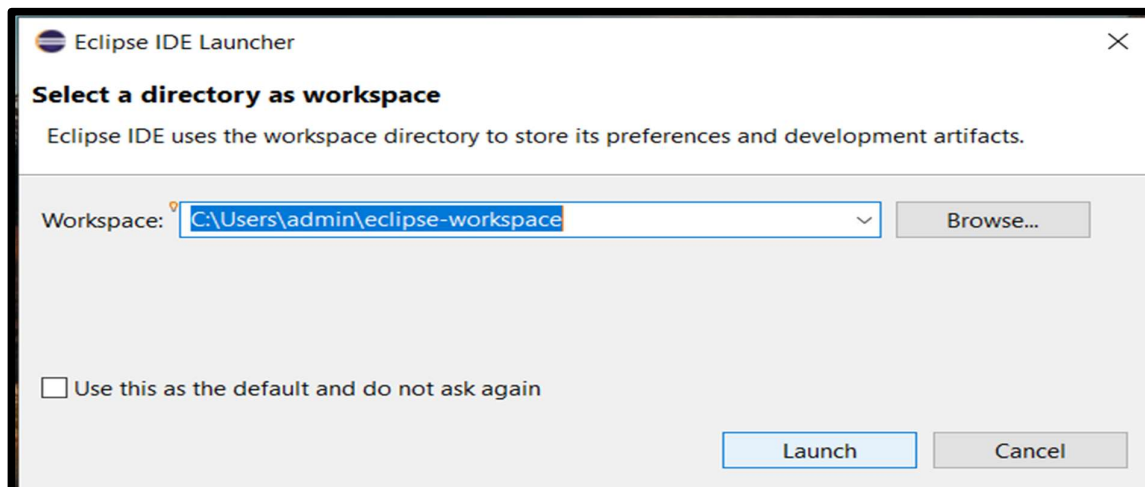 Eclipse IDE Launcher
Select a directory as workspace
Eclipse IDE uses the workspace directory to store its preferences and development artifacts.
Workspace: C:\Users\admin\eclipse-workspace Browse...
Use this as the default and do not ask again
Launch Cancel